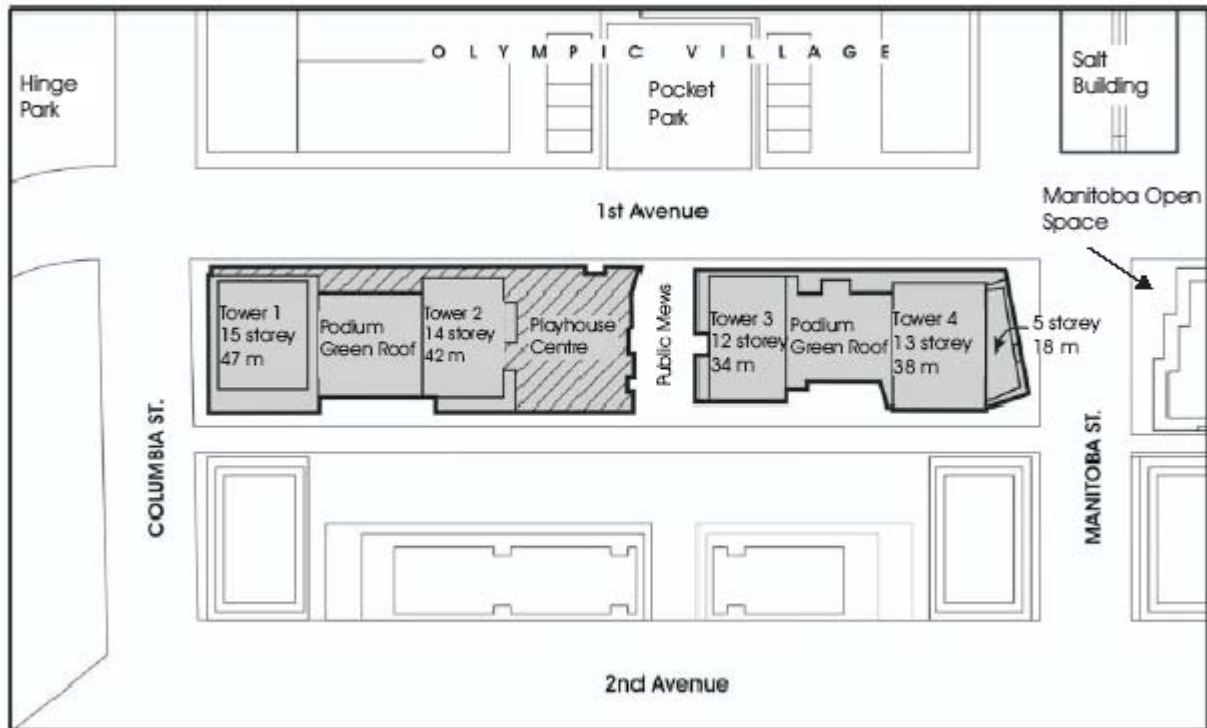 OLYMPIC VILLAGE
Hinge
Park
Pocket
Park
Salt
Building
Manitoba Open
Space
1st Avenue
Tower 1
15 storey
47 m
Podium
Green Roof
Tower 2
14 storey
42 m
Playhouse
Centre
Public Mews
Tower 3
12 storey
34 m
Podium
Green Roof
Tower 4
13 storey
38 m
5 storey
18 m
COLUMBIA ST.
MANITOBA ST.
2nd Avenue